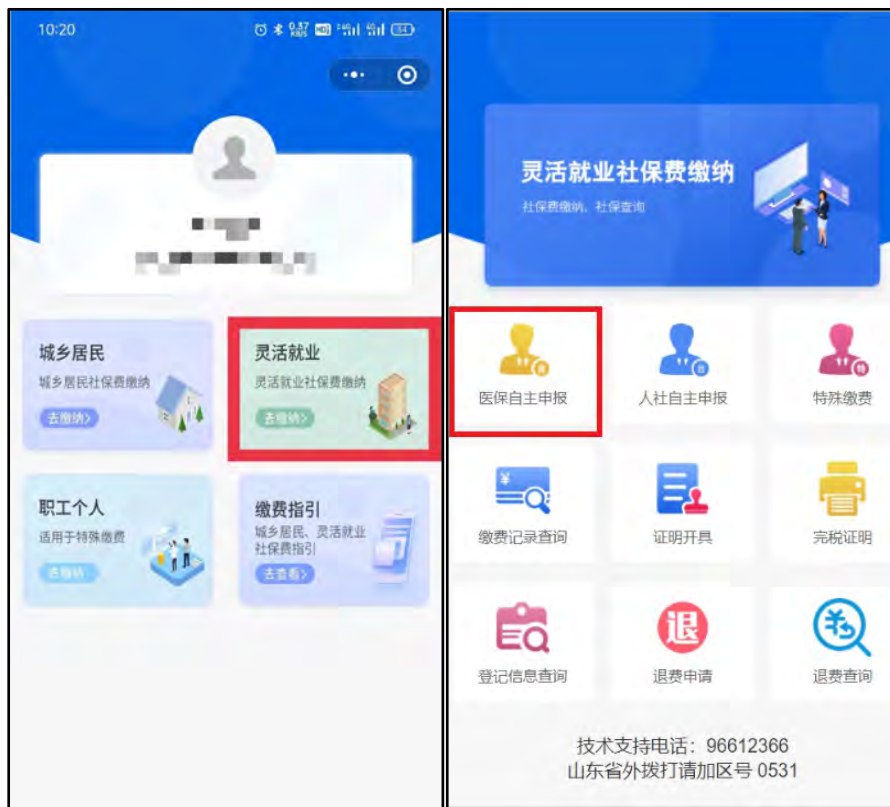 10:20
0.37
KB/S
HD
54
城乡居民
城乡居民社保费缴纳
去缴纳>
灵活就业
灵活就业社保费缴纳
去缴纳>
职工个人
适用于特殊缴费
去缴纳
缴费指引
城乡居民、灵活就业
社保费指引
去查看>
灵活就业社保费缴纳
社保费缴纳、社保查询
医保自主申报
人社自主申报
特
特殊缴费
缴费记录查询
证明开具
完税证明
登记信息查询
退
退费申请
退费查询
技术支持电话：96612366
山东省外拨打请加区号 0531